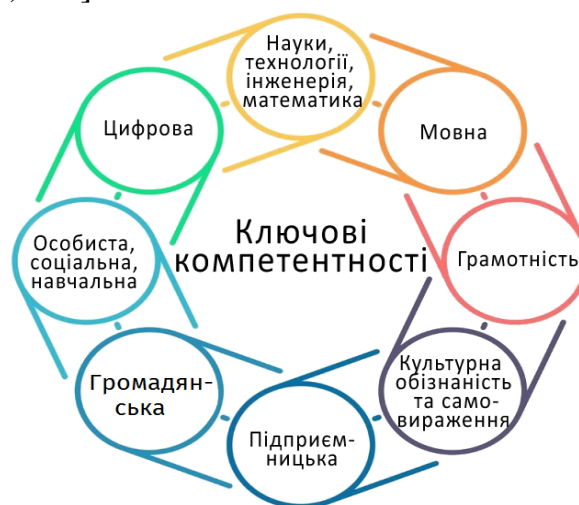 Науки,
технології,
інженерія,
математика
Мовна
Грамотність
Культурна
обізнаність
та само-
вираження
Підприєм-
ницька
Громадян-
ська
Особиста,
соціальна,
навчальна
Цифрова
Ключові
компетентності